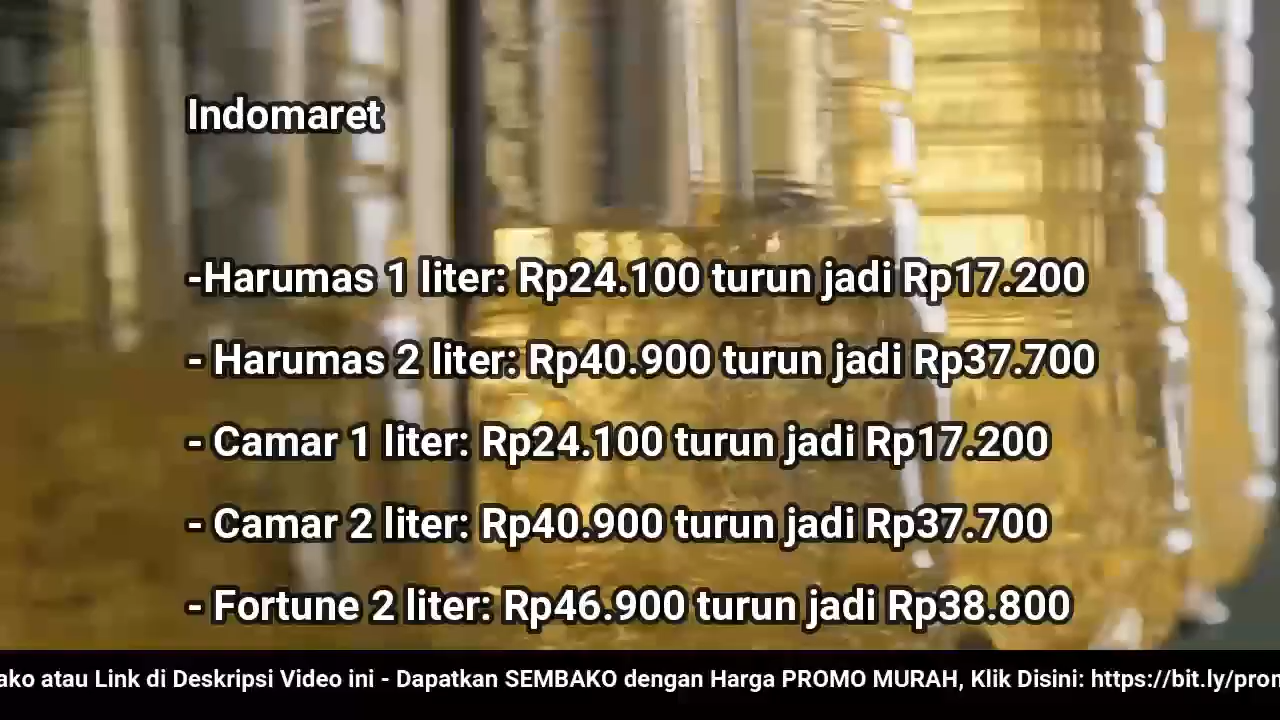 Indomaret
-Harumas 1 liter: Rp24.100 turun jadi Rp17.200
- Harumas 2 liter: Rp40.900 turun jadi Rp37.700
- Camar 1 liter: Rp24.100 turun jadi Rp17.200
- Camar 2 liter: Rp40.900 turun jadi Rp37.700
- Fortune 2 liter: Rp46.900 turun jadi Rp38.800
ako atau Link di Deskripsi Video ini - Dapatkan SEMBAKO dengan Harga PROMO MURAH, Klik Disini: https://bit.ly/pron